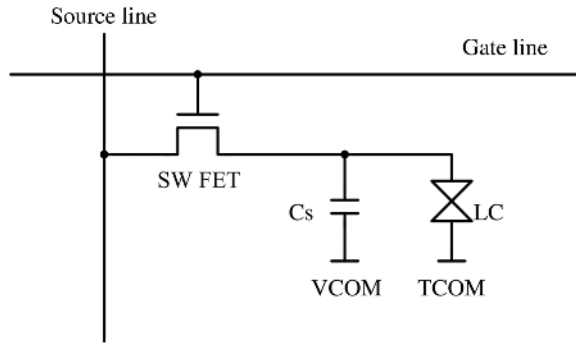 Source line
Gate line
SW FET
Cs
LC
VCOM
TCOM